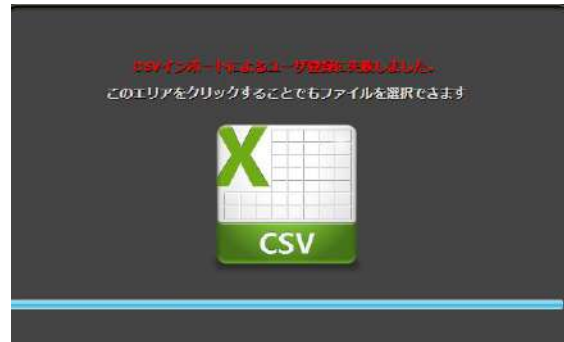 CSVインポートによるユーザ登録に失敗しました。
このエリアをクリックすることでもファイルを選択できます
X
CSV